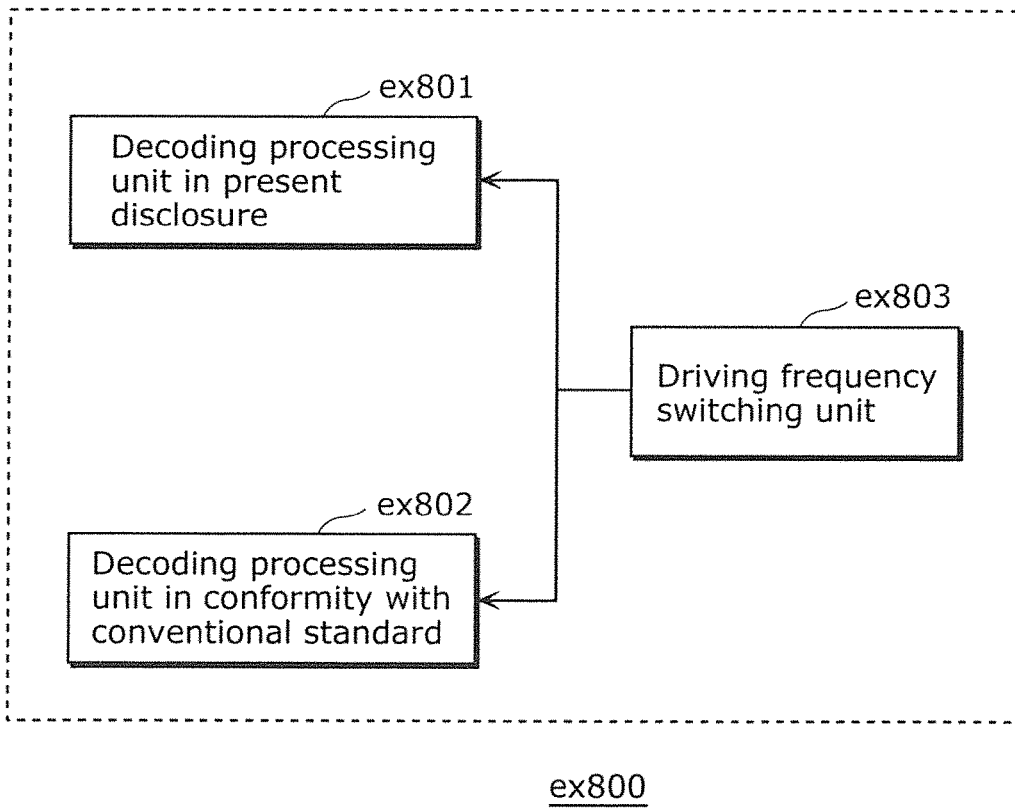 ex801
Decoding processing
unit in present
disclosure
ex803
Driving frequency
switching unit
ex802
Decoding processing
unit in conformity with
conventional standard
ex800